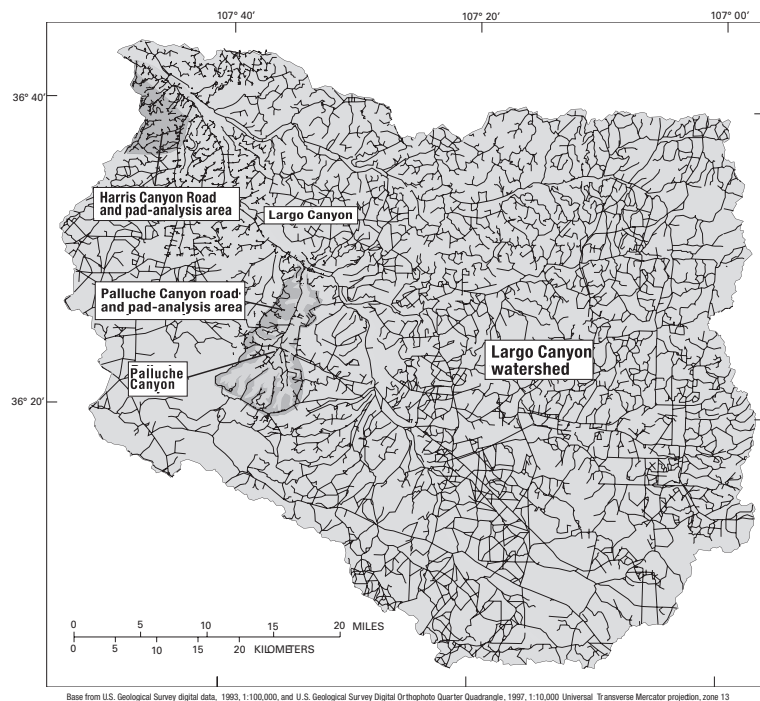 107° 40′ 107° 20′ 107° 00′
36° 40′
Harris Canyon Road
and pad-analysis area
Largo Canyon
Palluche Canyon road
and pad-analysis area
Largo Canyon
watershed
Pailuche
Canyon
36° 20′
0 5 10 15 20 MILES
0 5 10 15 20 KILOMETERS
Base from U.S. Geological Survey digital data, 1993, 1:100,000, and U.S. Geological Survey Digital Orthophoto Quarter Quadrangle, 1997, 1:10,000 Universal Transverse Mercator projection, zone 13